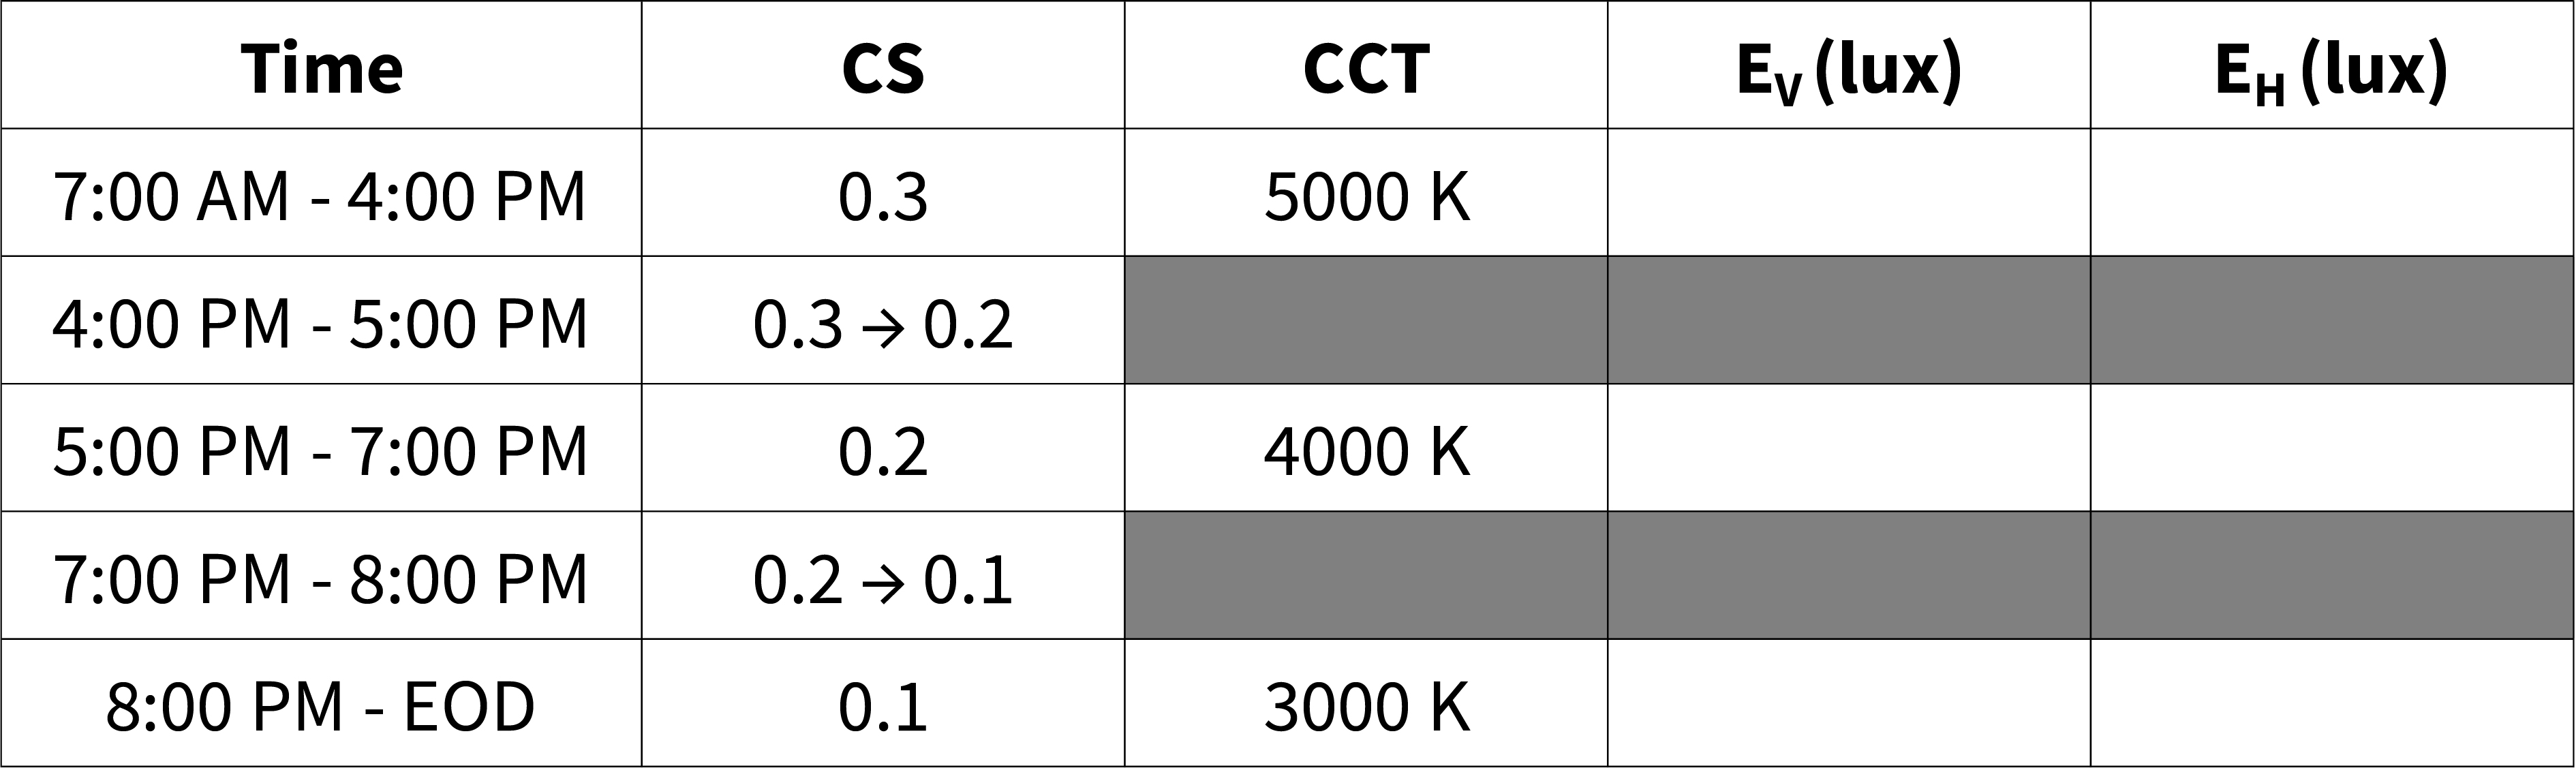 Time CS CCT EV (lux) EH (lux)
7:00 AM - 4:00 PM 0.3 5000 K
4:00 PM - 5:00 PM 0.3 → 0.2
5:00 PM - 7:00 PM 0.2 4000 K
7:00 PM - 8:00 PM 0.2 → 0.1
8:00 PM - EOD 0.1 3000 K